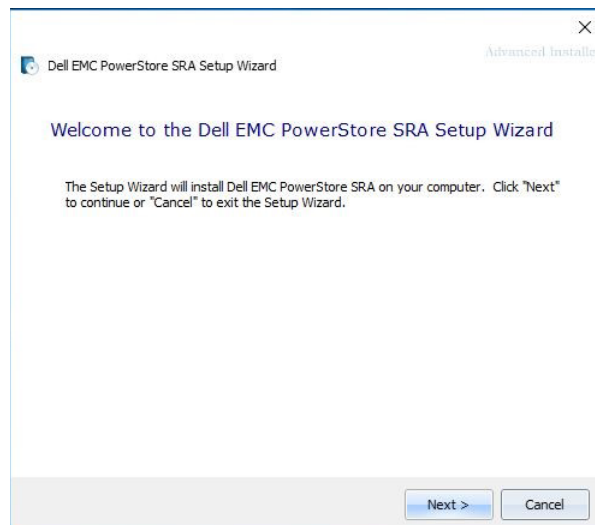 Advanced Installe
Dell EMC PowerStore SRA Setup Wizard
Welcome to the Dell EMC PowerStore SRA Setup Wizard
The Setup Wizard will install Dell EMC PowerStore SRA on your computer. Click "Next"
to continue or "Cancel" to exit the Setup Wizard.
Next >
Cancel